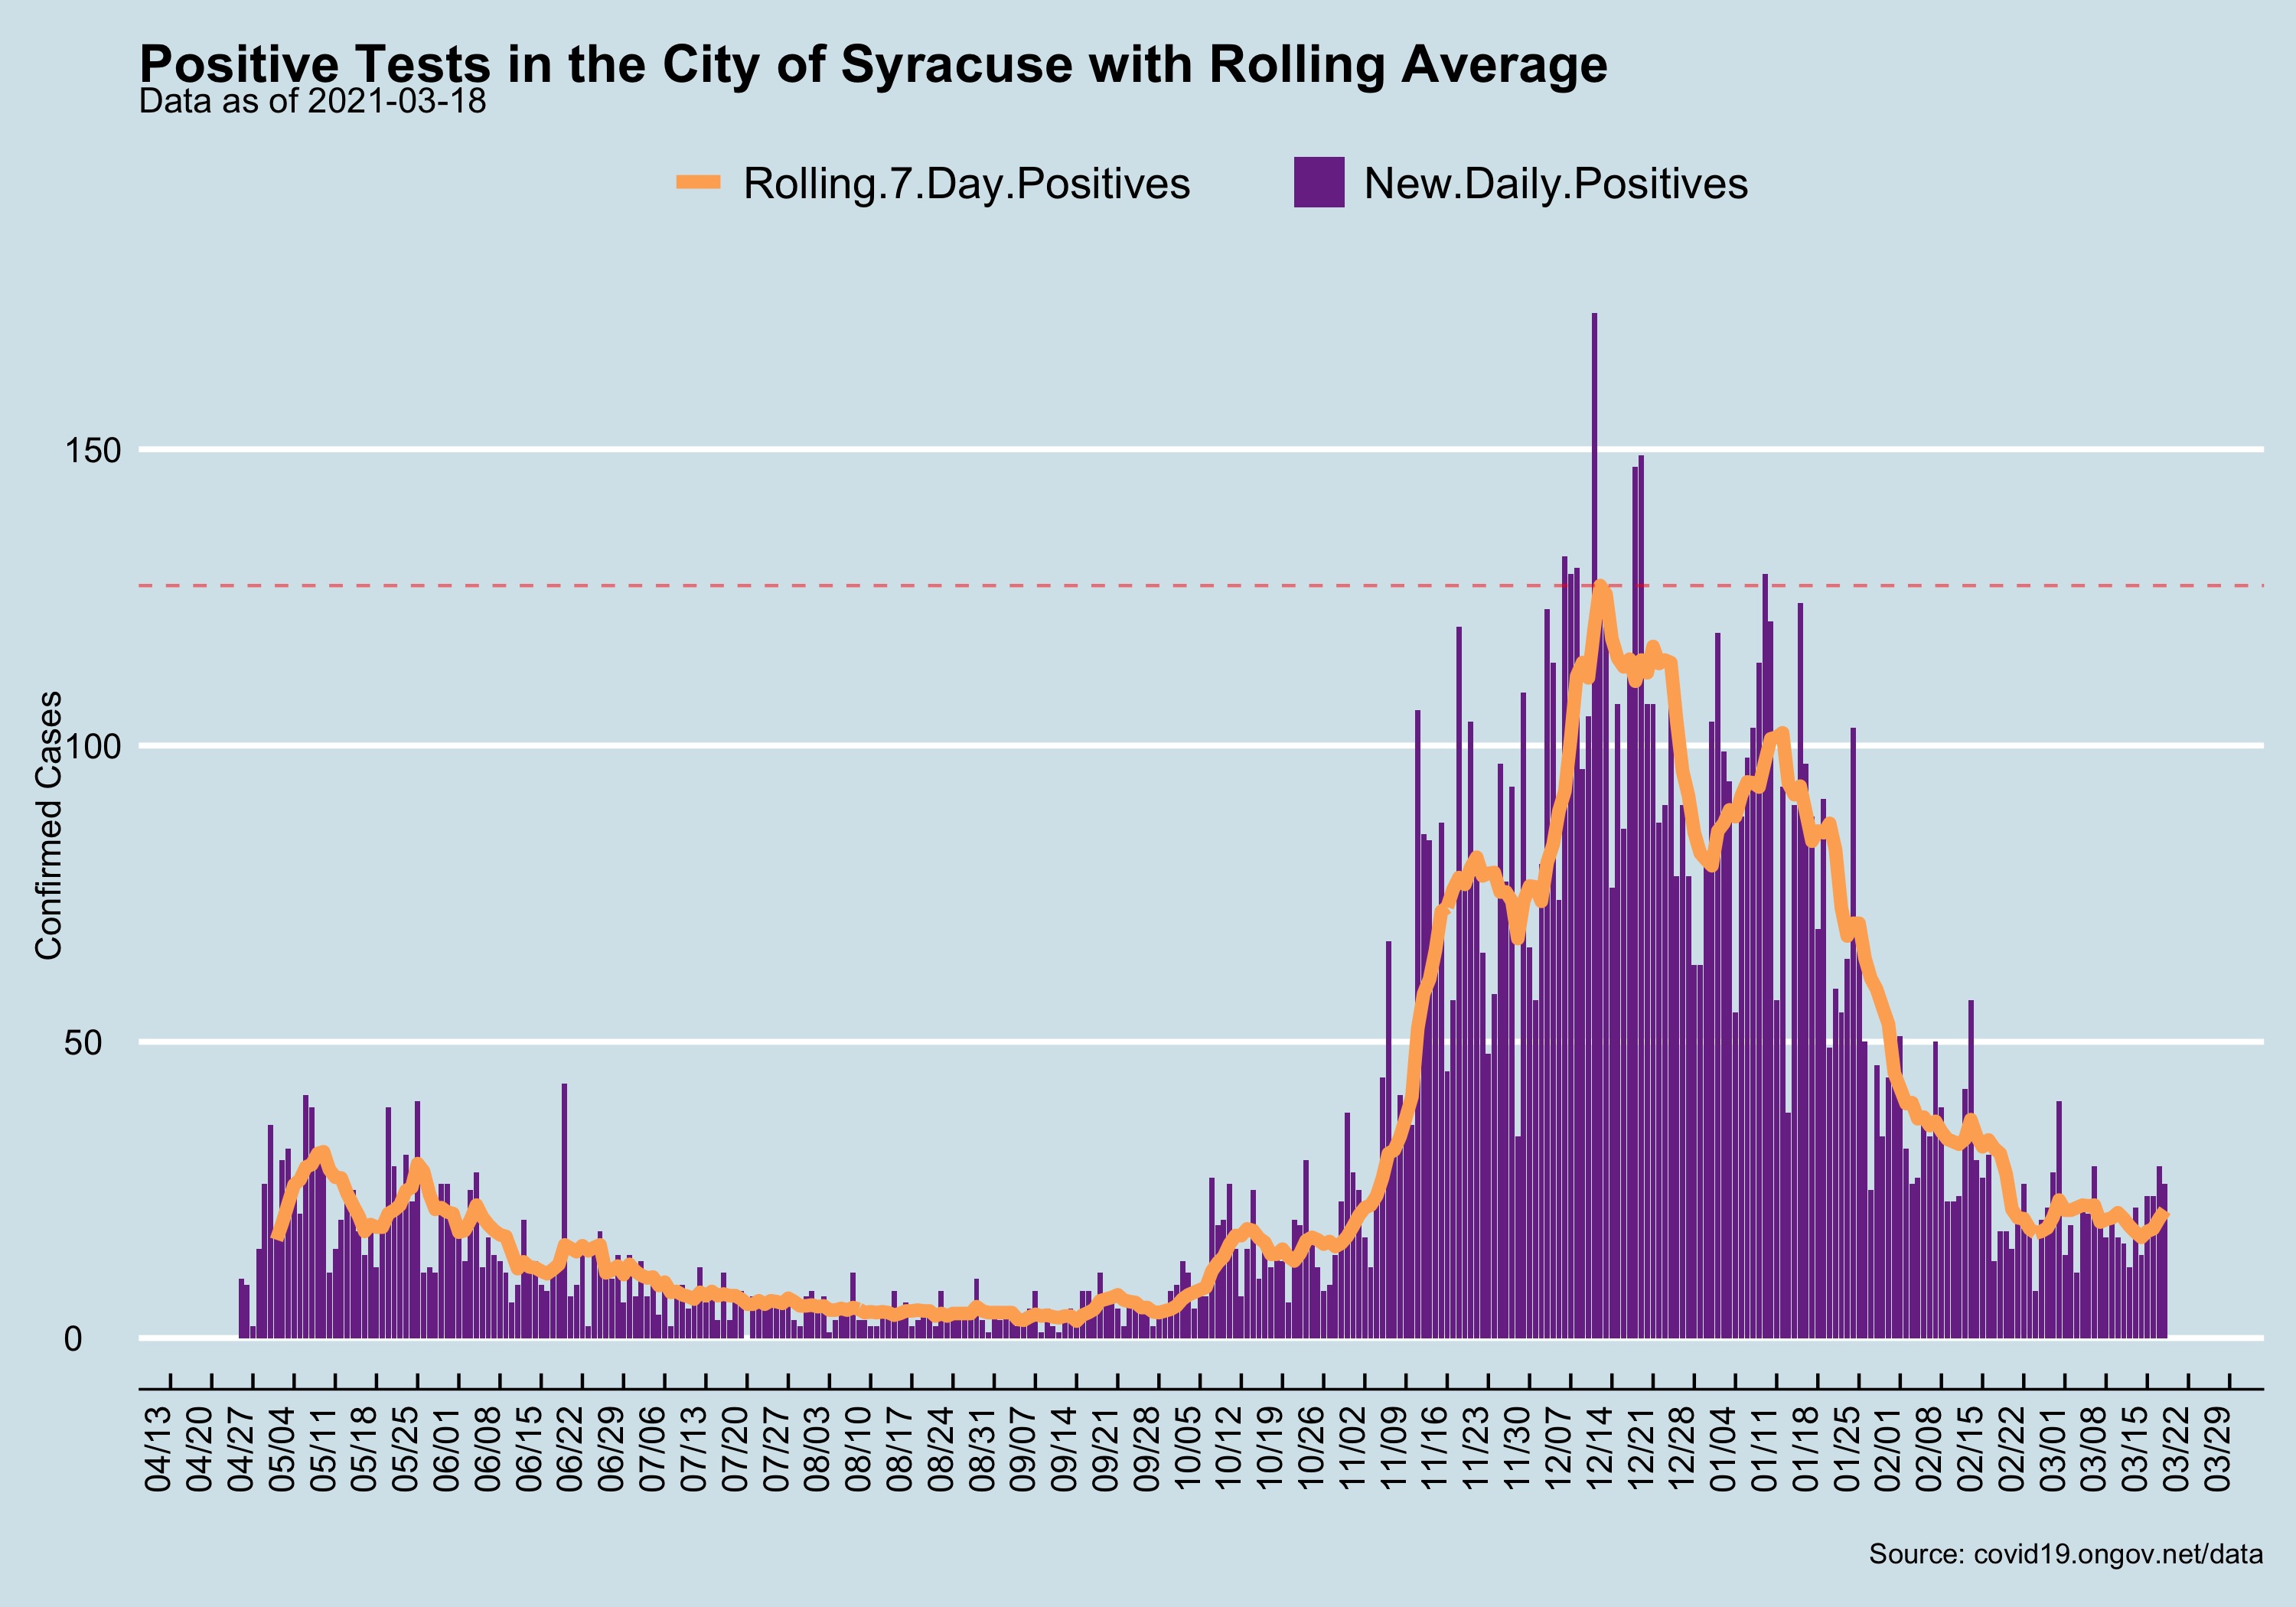 Positive Tests in the City of Syracuse with Rolling Average
Data as of 2021-03-18
Rolling.7.Day.Positives New.Daily.Positives
Confirmed Cases
150
100
50
0
04/13 04/20 04/27 05/04 05/11 05/18 05/25 06/01 06/08 06/15 06/22 06/29 07/06 07/13 07/20 07/27 08/03 08/10 08/17 08/24 08/31 09/07 09/14 09/21 09/28 10/05 10/12 10/19 10/26 11/02 11/09 11/16 11/23 11/30 12/07 12/14 12/21 12/28 01/04 01/11 01/18 01/25 02/01 02/08 02/15 02/22 03/01 03/08 03/15 03/22 03/29
Source: covid19.ongov.net/data